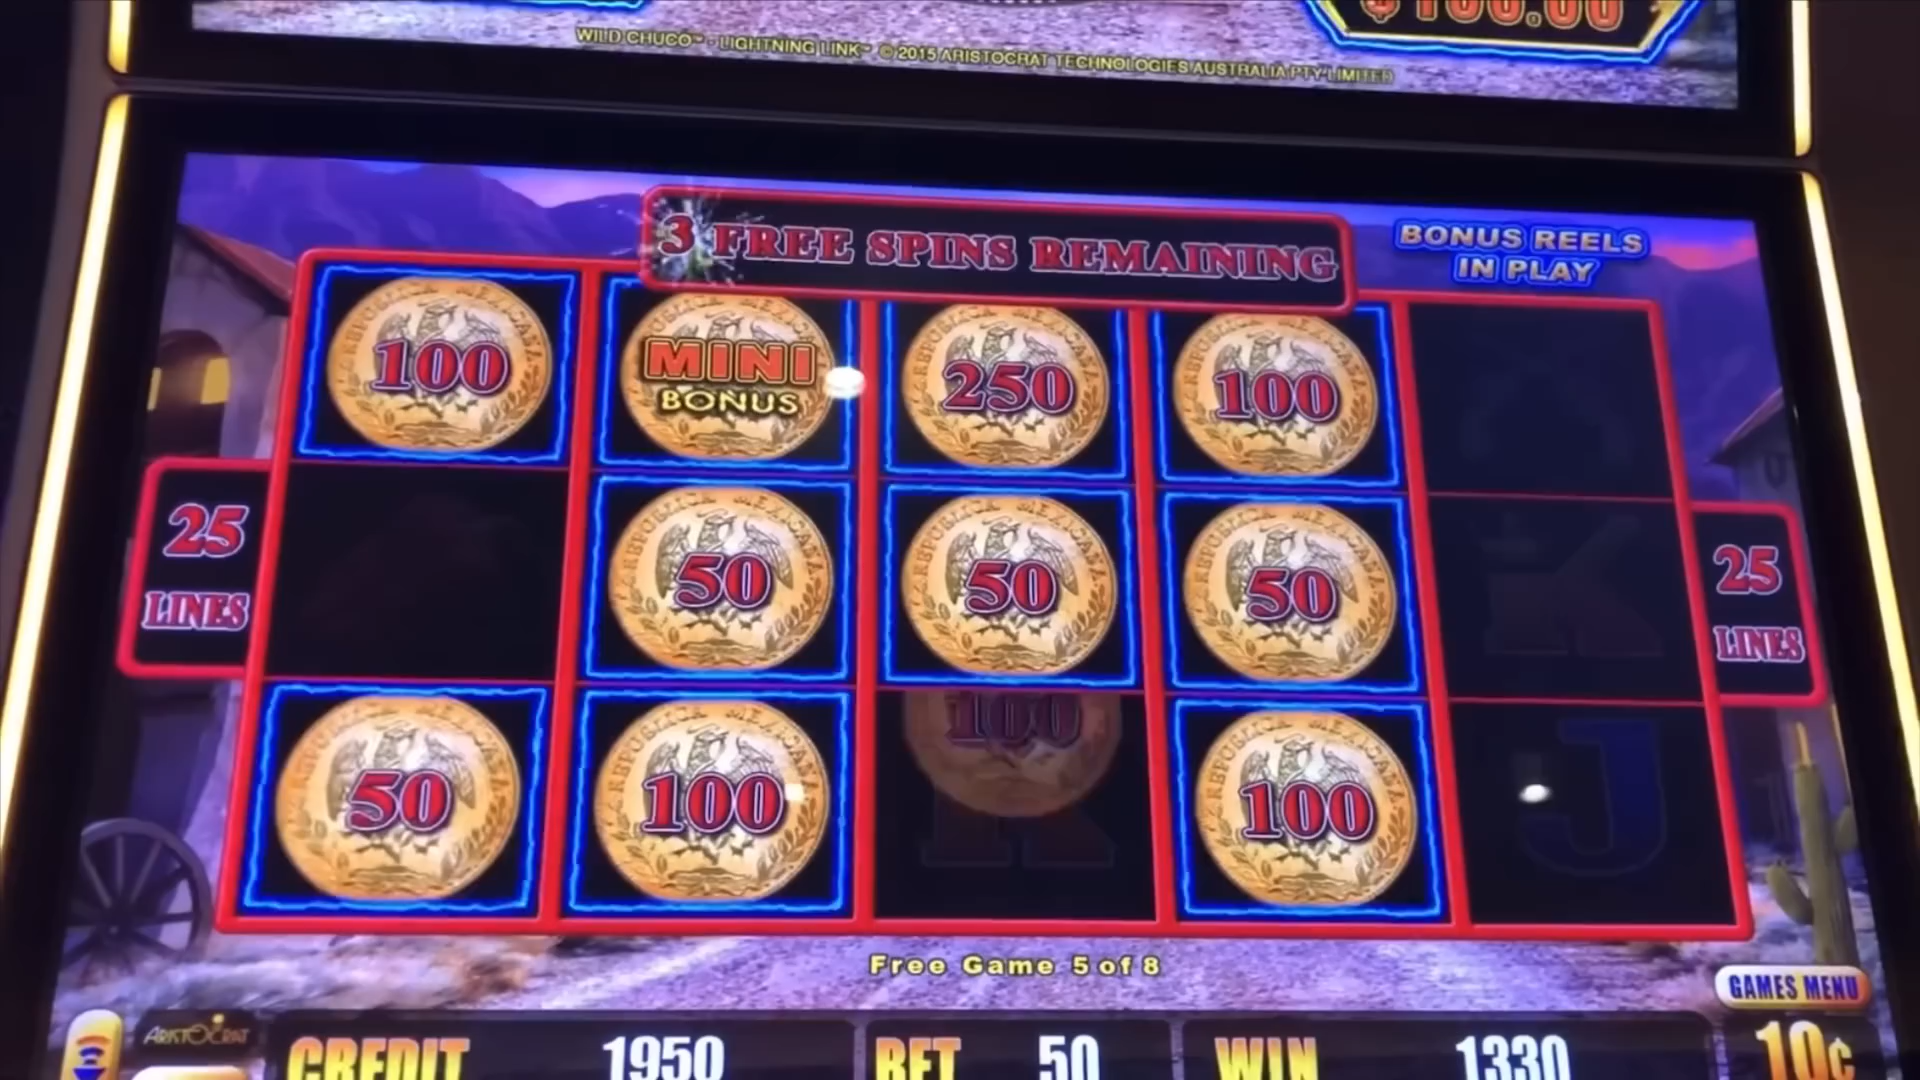 $100.00
WILD CHUCO™ - LIGHTNING LINK™ © 2015 ARISTOCRAT TECHNOLOGIES AUSTRALIA PTY LIMITED
3 FREE SPINS REMAINING
BONUS REELS
IN PLAY
100
MINI
BONUS
250
100
25
LINES
50
50
50
K
25
LINES
50
100
100
K
100
J
Free Game 5 of 8
GAMES MENU
ARISTOCRAT
CREDIT 1950 BET 50 WIN 1330 10¢